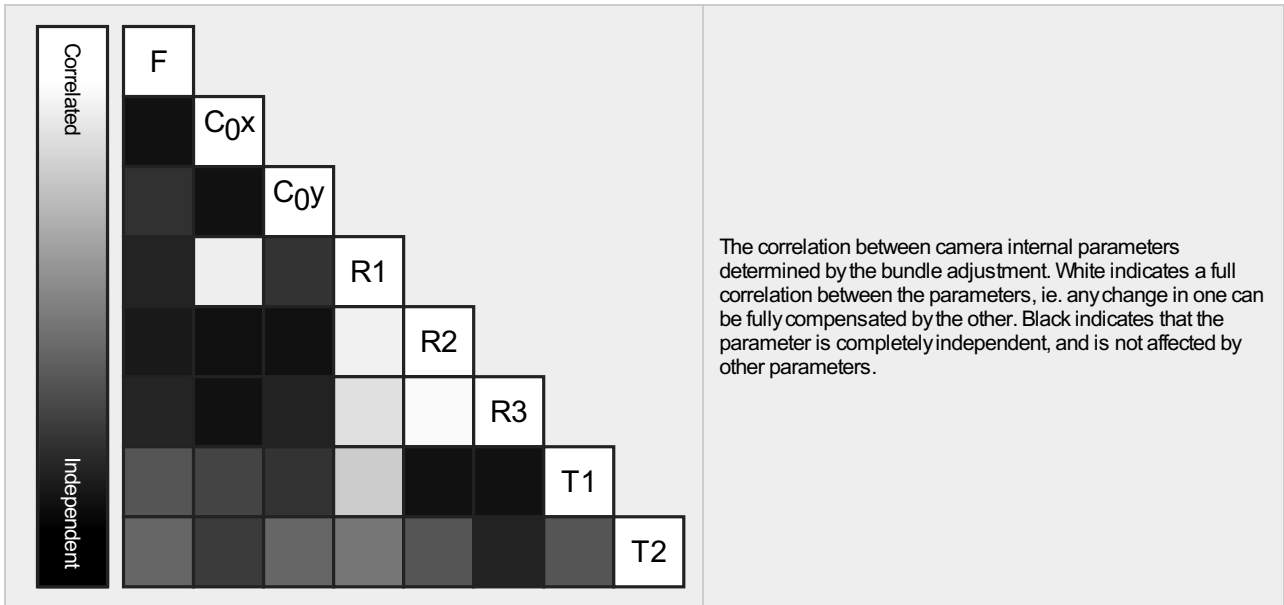 Correlated
Independent
F
C0x
C0y
R1
R2
R3
T1
T2
The correlation between camera internal parameters
determined by the bundle adjustment. White indicates a full
correlation between the parameters, ie. any change in one can
be fully compensated by the other. Black indicates that the
parameter is completely independent, and is not affected by
other parameters.